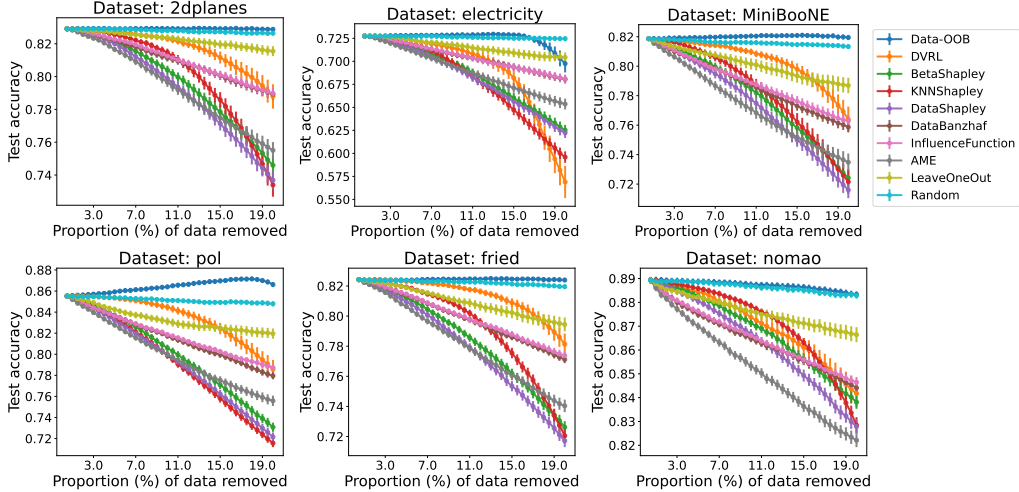 Dataset: 2dplanes
Test accuracy
0.82
0.80
0.78
0.76
0.74
3.0 7.0 11.0 15.0 19.0
Proportion (%) of data removed
Dataset: electricity
Test accuracy
0.725
0.700
0.675
0.650
0.625
0.600
0.575
0.550
3.0 7.0 11.0 15.0 19.0
Proportion (%) of data removed
Dataset: MiniBooNE
Test accuracy
0.82
0.80
0.78
0.76
0.74
0.72
3.0 7.0 11.0 15.0 19.0
Proportion (%) of data removed
Data-OOB
DVRL
BetaShapley
KNNShapley
DataShapley
DataBanzhaf
InfluenceFunction
AME
LeaveOneOut
Random
Dataset: pol
Test accuracy
0.88
0.86
0.84
0.82
0.80
0.78
0.76
0.74
0.72
3.0 7.0 11.0 15.0 19.0
Proportion (%) of data removed
Dataset: fried
Test accuracy
0.82
0.80
0.78
0.76
0.74
0.72
3.0 7.0 11.0 15.0 19.0
Proportion (%) of data removed
Dataset: nomao
Test accuracy
0.89
0.88
0.87
0.86
0.85
0.84
0.83
0.82
3.0 7.0 11.0 15.0 19.0
Proportion (%) of data removed